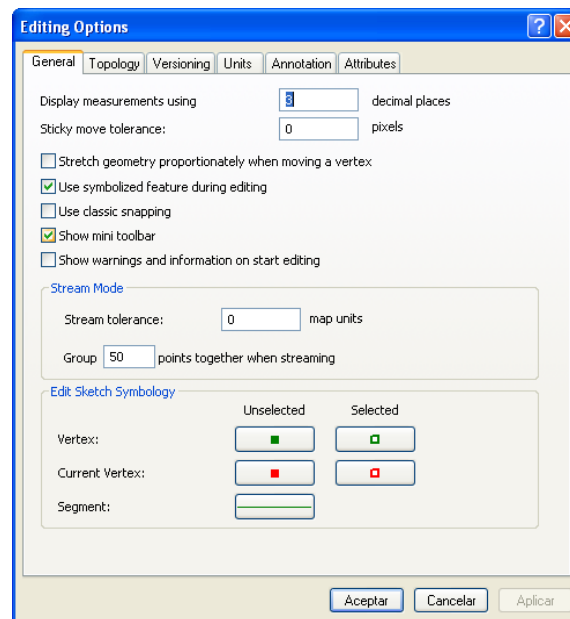 Editing Options
General Topology Versioning Units Annotation Attributes
Display measurements using 3 decimal places
Sticky move tolerance: 0 pixels
Stretch geometry proportionately when moving a vertex
Use symbolized feature during editing
Use classic snapping
Show mini toolbar
Show warnings and information on start editing
Stream Mode
Stream tolerance: 0 map units
Group 50 points together when streaming
Edit Sketch Symbology
Unselected Selected
Vertex:
Current Vertex:
Segment:
Aceptar Cancelar Aplicar